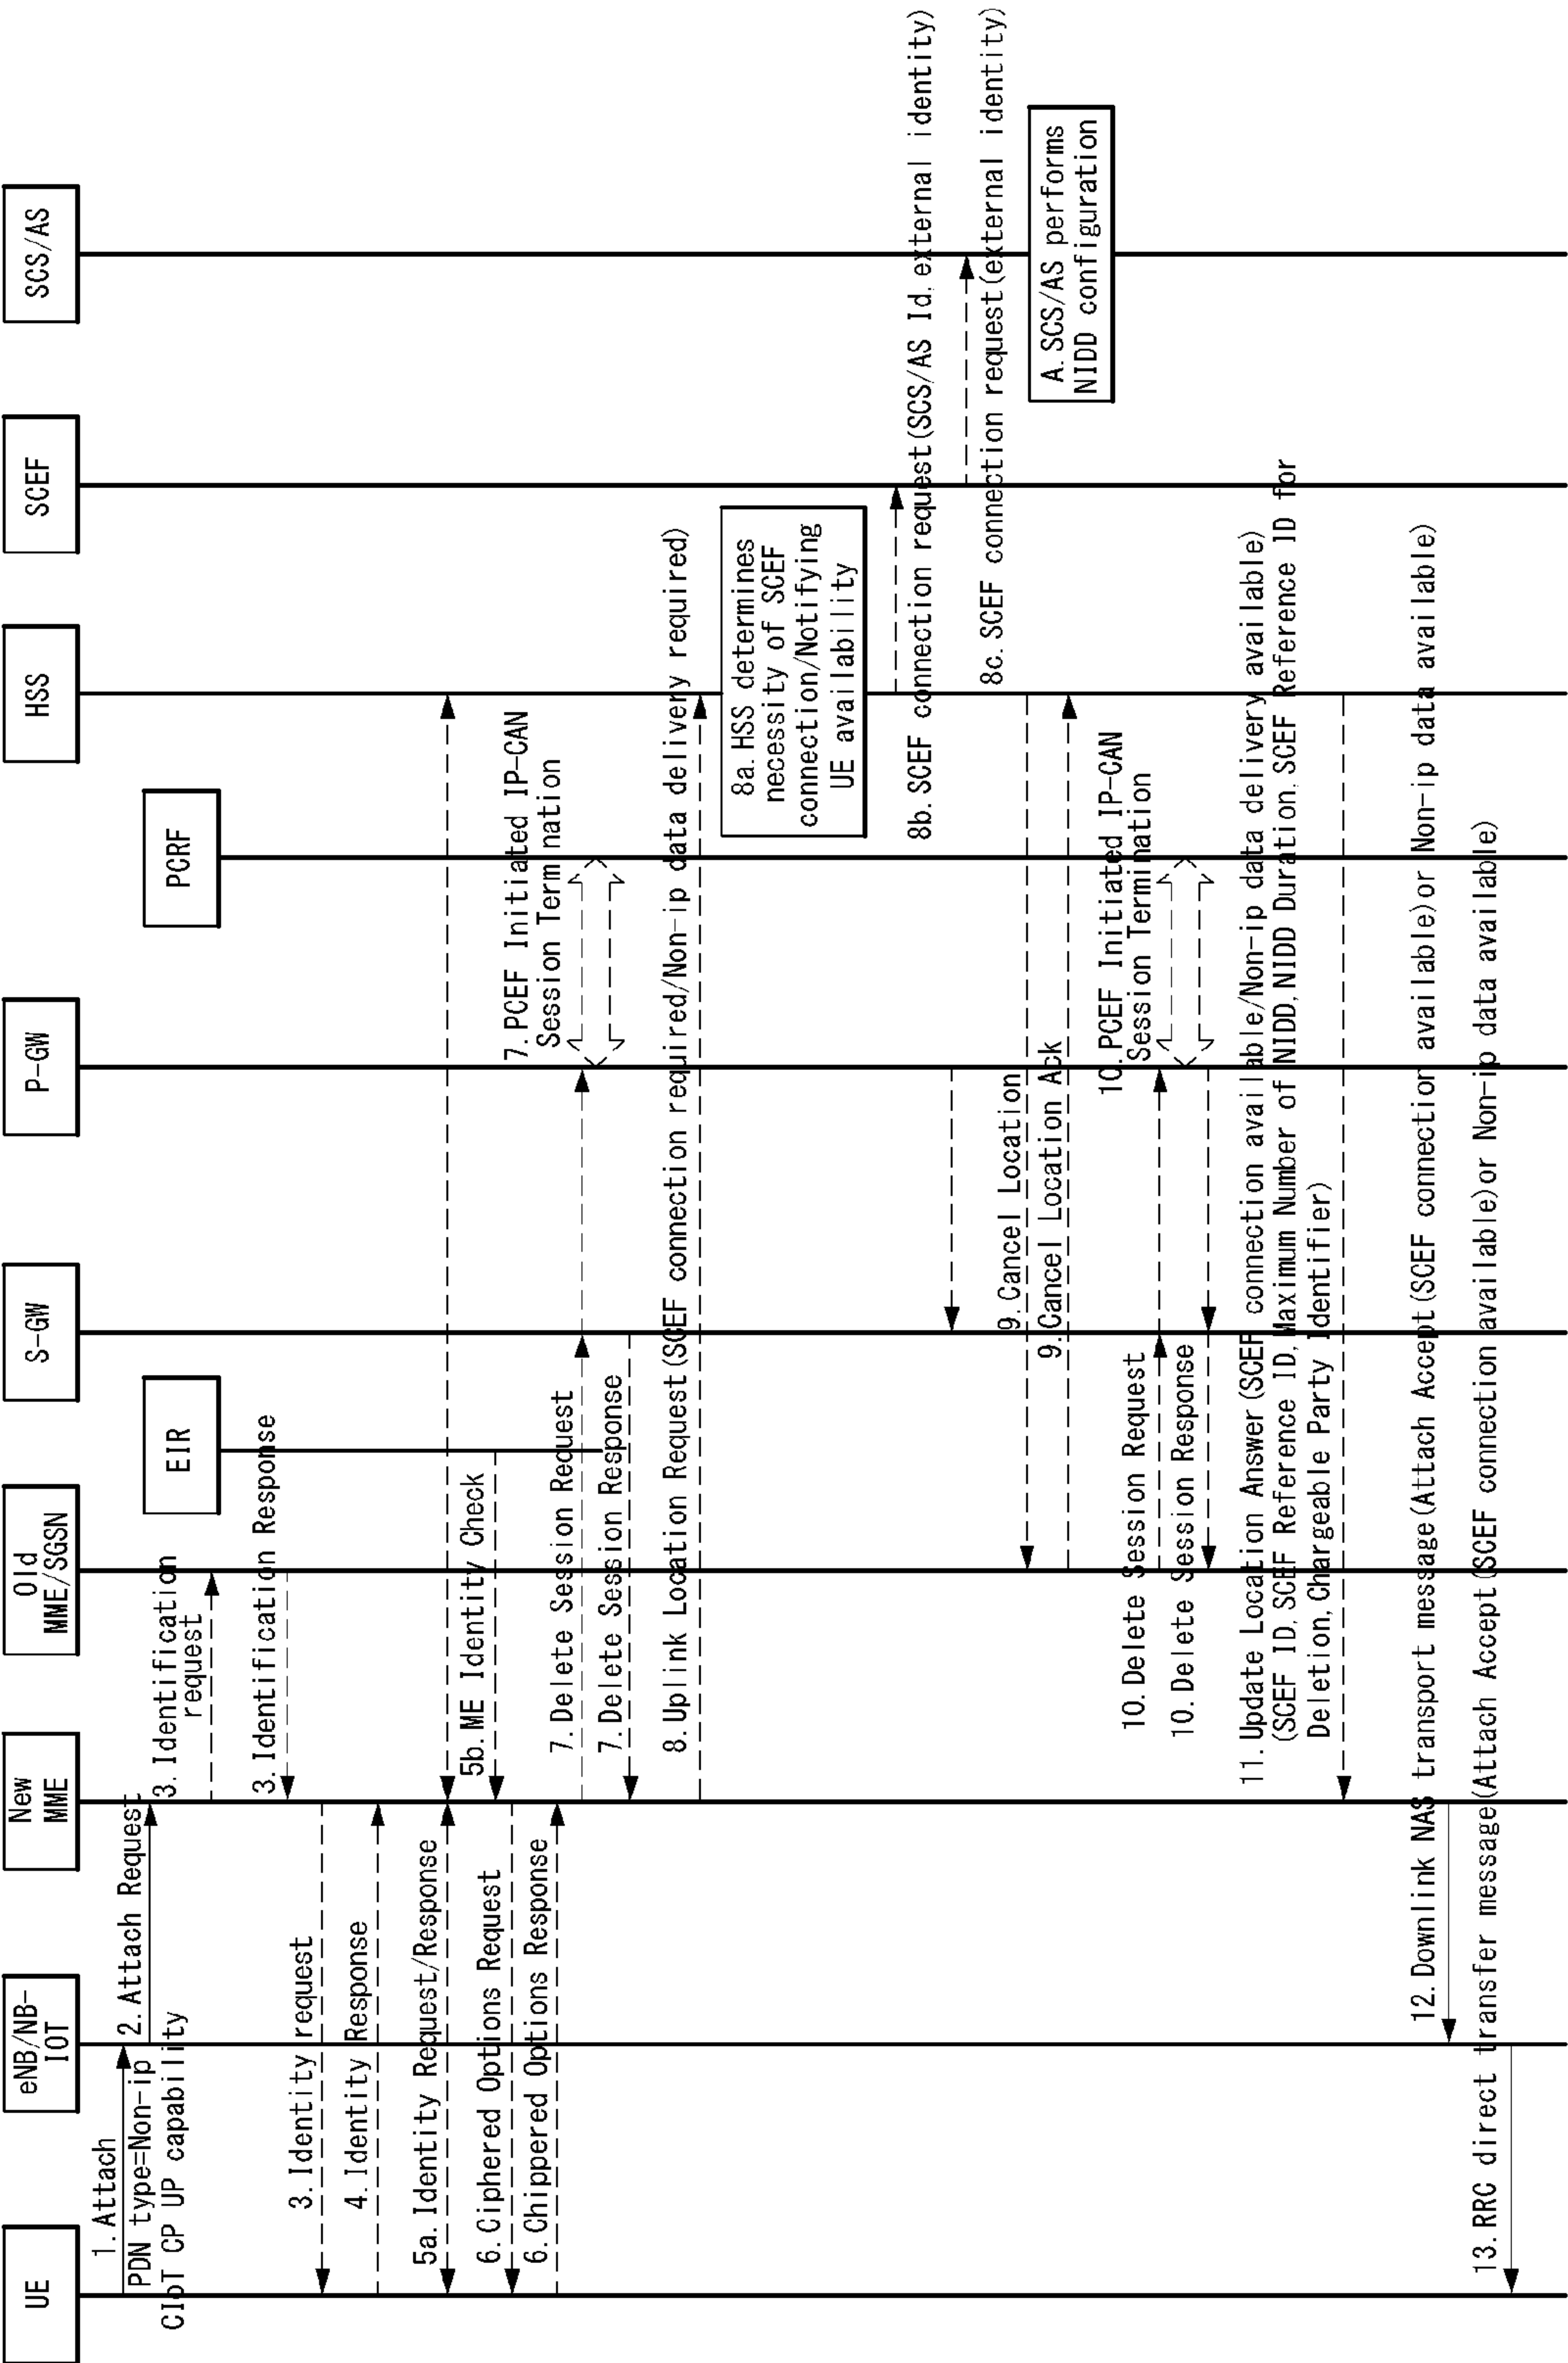 UE
eNB/NB-
IOT
New
MME
Old
MME/SGSN
EIR
S-GW
P-GW
PCRF
HSS
SCEF
SCS/AS
1. Attach
PDN type=Non-ip
CIoT CP UP capability
2. Attach Request
3. Identification
request
3. Identification Response
3. Identity request
4. Identity Response
5a. Identity Request/Response
5b. ME Identity Check
6. Ciphered Options Request
6. Chippered Options Response
7. Delete Session Request
7. PCEF Initiated IP-CAN
Session Termination
7. Delete Session Response
8. Uplink Location Request(SCEF connection required/Non-ip data delivery required)
8a. HSS determines
necessity of SCEF
connection/Notifying
UE availability
8b. SCEF connection request(SCS/AS Id, external identity)
8c. SCEF connection request(external identity)
A. SCS/AS performs
NIDD configuration
9. Cancel Location
9. Cancel Location Ack
10. Delete Session Request
10. PCEF Initiated IP-CAN
Session Termination
10. Delete Session Response
11. Update Location Answer(SCEF connection available/Non-ip data delivery available)
(SCEF ID, SCEF Reference ID, Maximum Number of NIDD, NIDD Duration, SCEF Reference ID for
Deletion, Chargeable Party Identifier)
12. Downlink NAS transport message(Attach Accept(SCEF connection available)or Non-ip data available)
13. RRC direct transfer message(Attach Accept(SCEF connection available)or Non-ip data available)